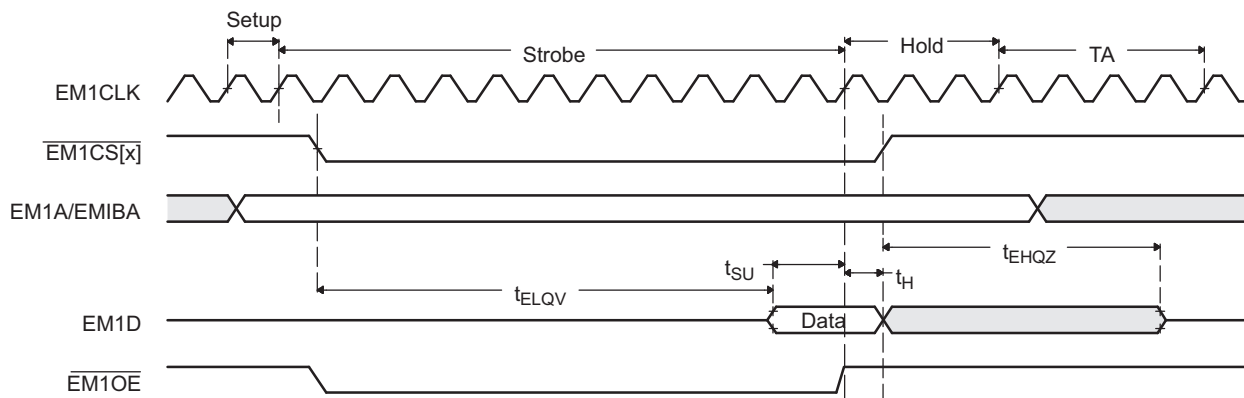 Setup
Strobe
Hold
TA
EM1CLK
EM1CS[x]
EM1A/EMIBA
tSU
tH
tEHQZ
tELQV
EM1D
Data
EM1OE